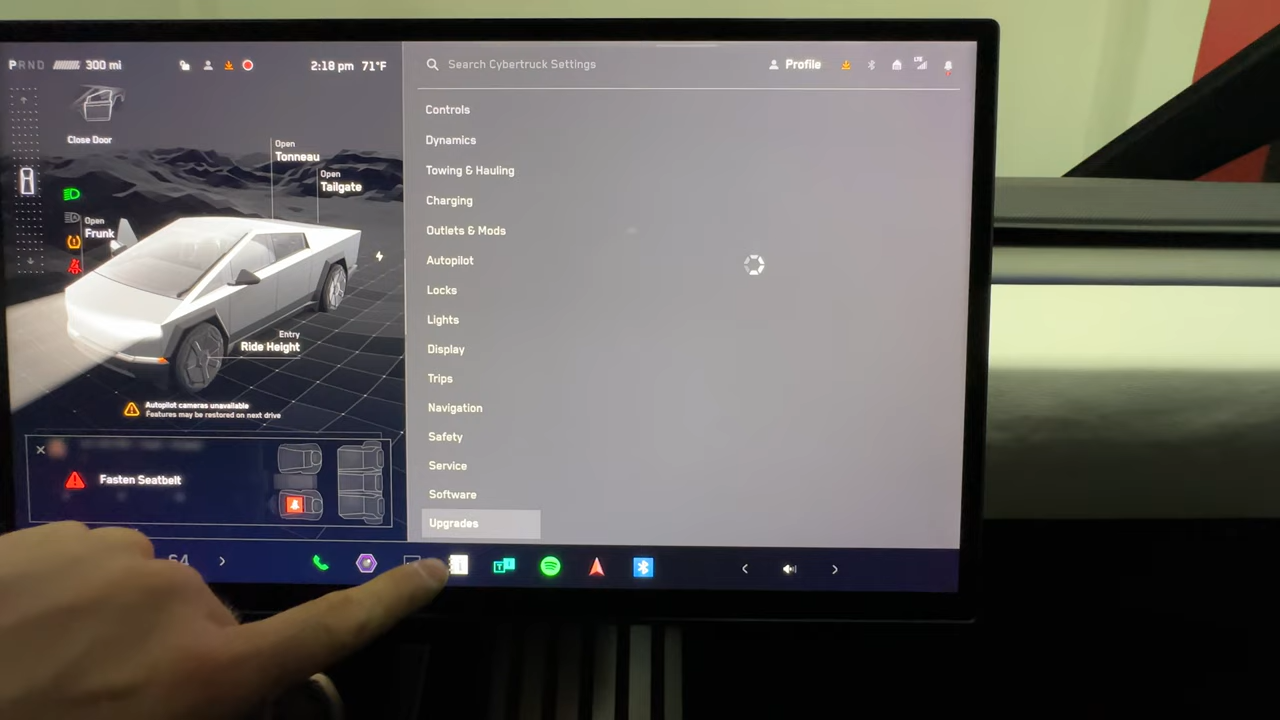 PRND 300 mi 2:18 pm 71°F
Close Door
Open
Tonneau
Open
Tailgate
Open
Frunk
Entry
Ride Height
Autopilot cameras unavailable
Features may be restored on next drive
Fasten Seatbelt
Search Cybertruck Settings Profile LTE
Controls
Dynamics
Towing & Hauling
Charging
Outlets & Mods
Autopilot
Locks
Lights
Display
Trips
Navigation
Safety
Service
Software
Upgrades